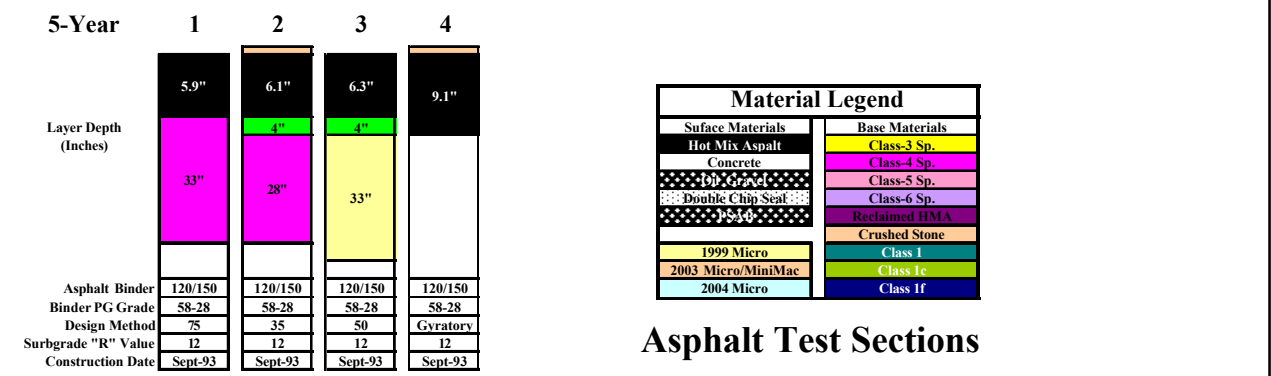 5-Year 1 2 3 4
5.9" 6.1" 6.3" 9.1"
Layer Depth
(Inches)
4" 4"
33" 28" 33"
Asphalt Binder 120/150 120/150 120/150 120/150
Binder PG Grade 58-28 58-28 58-28 58-28
Design Method 75 35 50 Gyratory
Surbgrade "R" Value 12 12 12 12
Construction Date Sept-93 Sept-93 Sept-93 Sept-93
Material Legend
Suface Materials Base Materials
Hot Mix Aspalt Class-3 Sp.
Concrete Class-4 Sp.
Oil Gravel Class-5 Sp.
Double Chip Seal Class-6 Sp.
PSAB Reclaimed HMA
Crushed Stone
1999 Micro Class 1
2003 Micro/MiniMac Class 1c
2004 Micro Class 1f
Asphalt Test Sections